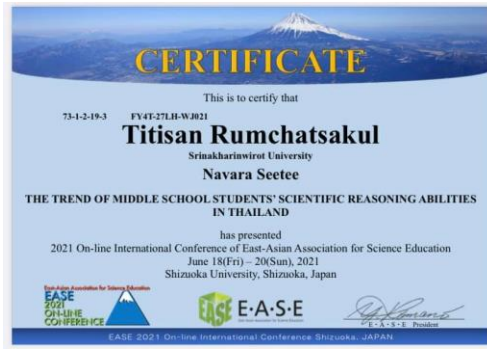 CERTIFICATE
This is to certify that
73-1-2-19-3 FY4T-27LH-WJ021
Titisan Rumchatsakul
Srinakharinwirot University
Navara Seetee
THE TREND OF MIDDLE SCHOOL STUDENTS' SCIENTIFIC REASONING ABILITIES
IN THAILAND
has presented
2021 On-line International Conference of East-Asian Association for Science Education
June 18(Fri) – 20(Sun), 2021
Shizuoka University, Shizuoka, Japan
East-Asian Association for Science Education
EASE
2021
ON-LINE
CONFERENCE
EASE
E·A·S·E
E·A·S·E President
EASE 2021 On-line International Conference Shizuoka, JAPAN